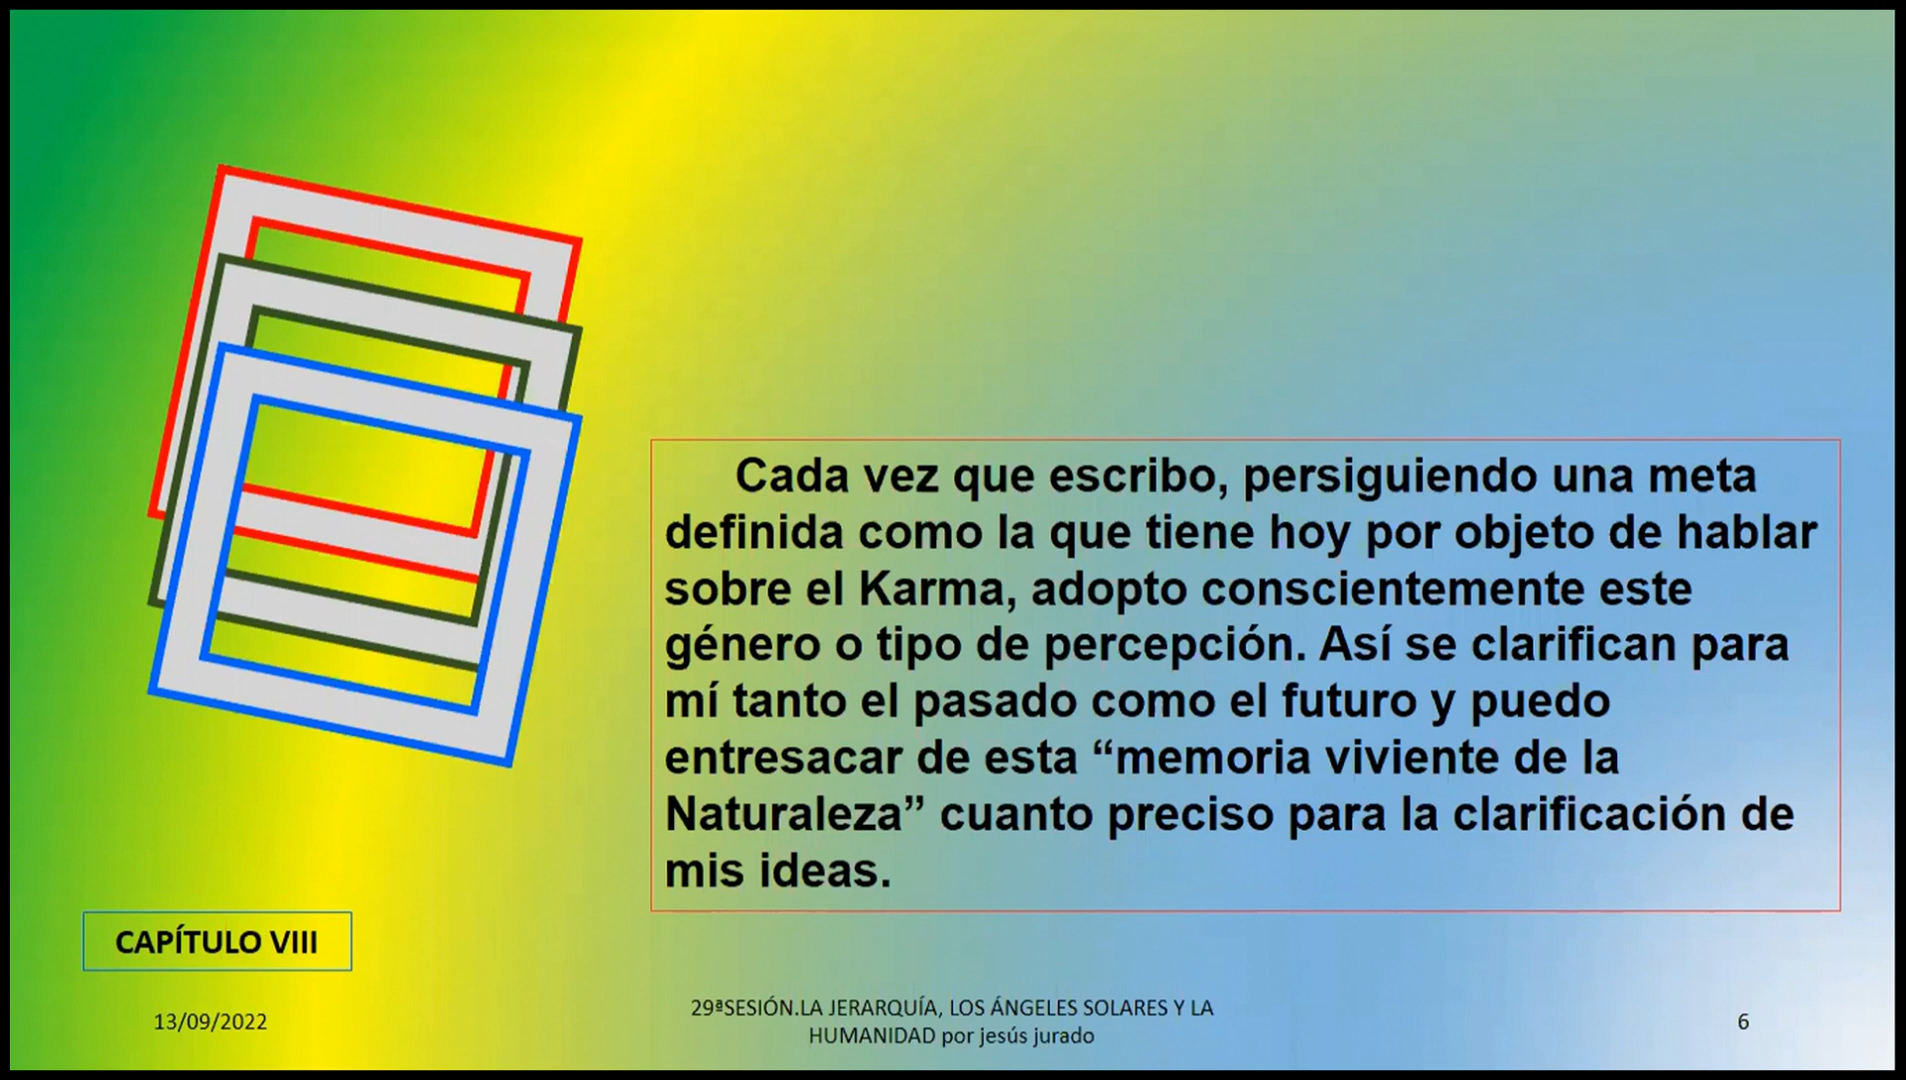 Cada vez que escribo, persiguiendo una meta
definida como la que tiene hoy por objeto de hablar
sobre el Karma, adopto conscientemente este
género o tipo de percepción. Así se clarifican para
mí tanto el pasado como el futuro y puedo
entresacar de esta “memoria viviente de la
Naturaleza” cuanto preciso para la clarificación de
mis ideas.
CAPÍTULO VIII
13/09/2022
29ªSESIÓN.LA JERARQUÍA, LOS ÁNGELES SOLARES Y LA
HUMANIDAD por jesús jurado
6